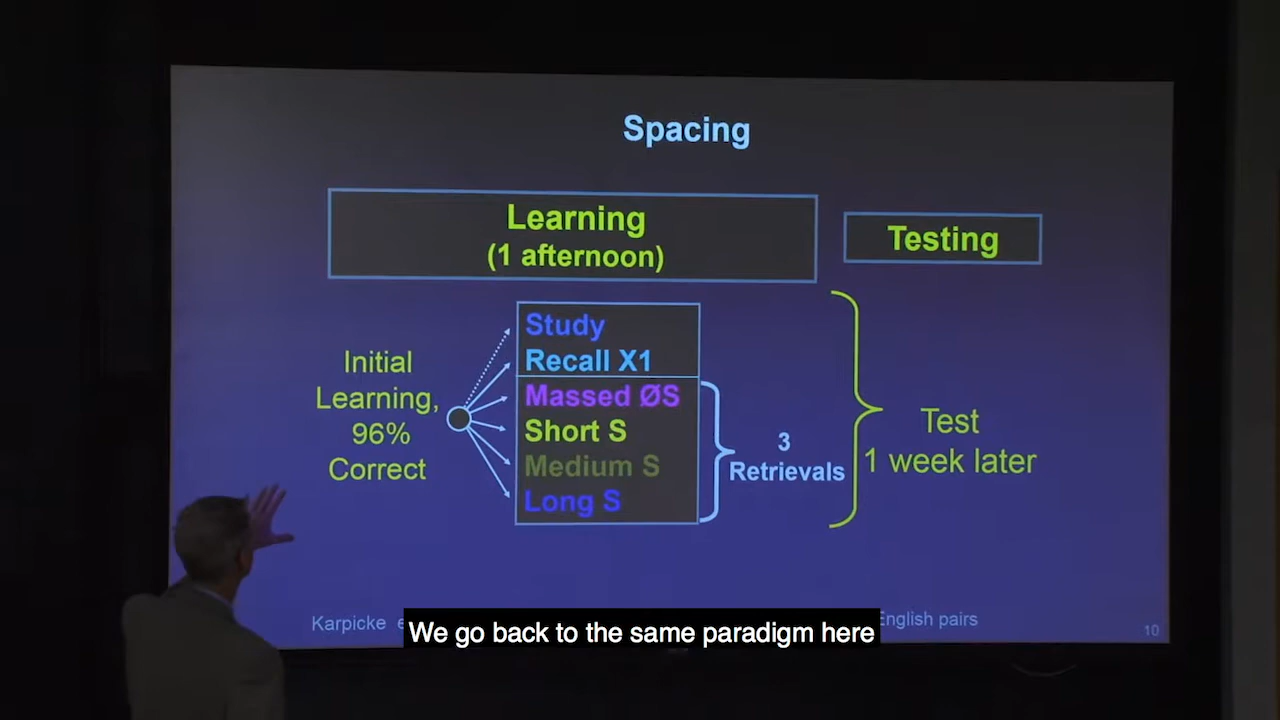 Spacing
Learning
(1 afternoon)
Testing
Initial
Learning,
96%
Correct
Study
Recall X1
Massed ØS
Short S
Medium S
Long S
3
Retrievals
Test
1 week later
Karpicke
English pairs
10
We go back to the same paradigm here